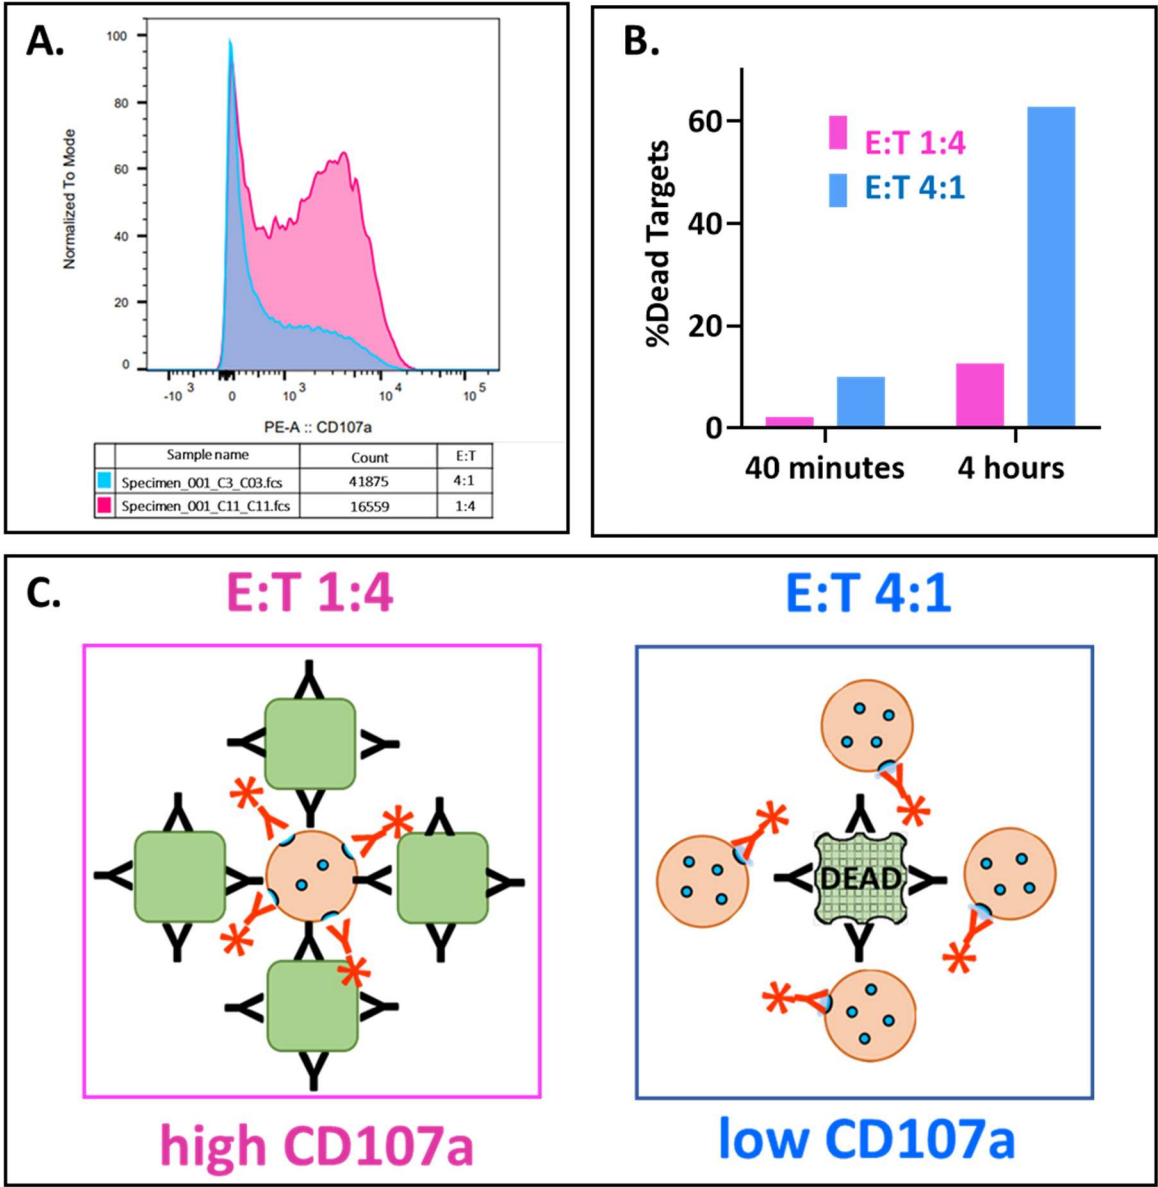 A.
100
80
60
40
20
0
Normalized To Mode
-10 3 0 10 3 10 4 10 5
PE-A :: CD107a
Sample name Count E:T
Specimen_001_C3_C03.fcs 41875 4:1
Specimen_001_C11_C11.fcs 16559 1:4
B.
%Dead Targets
60
40
20
0
E:T 1:4
E:T 4:1
40 minutes 4 hours
C.
E:T 1:4
high CD107a
E:T 4:1
DEAD
low CD107a